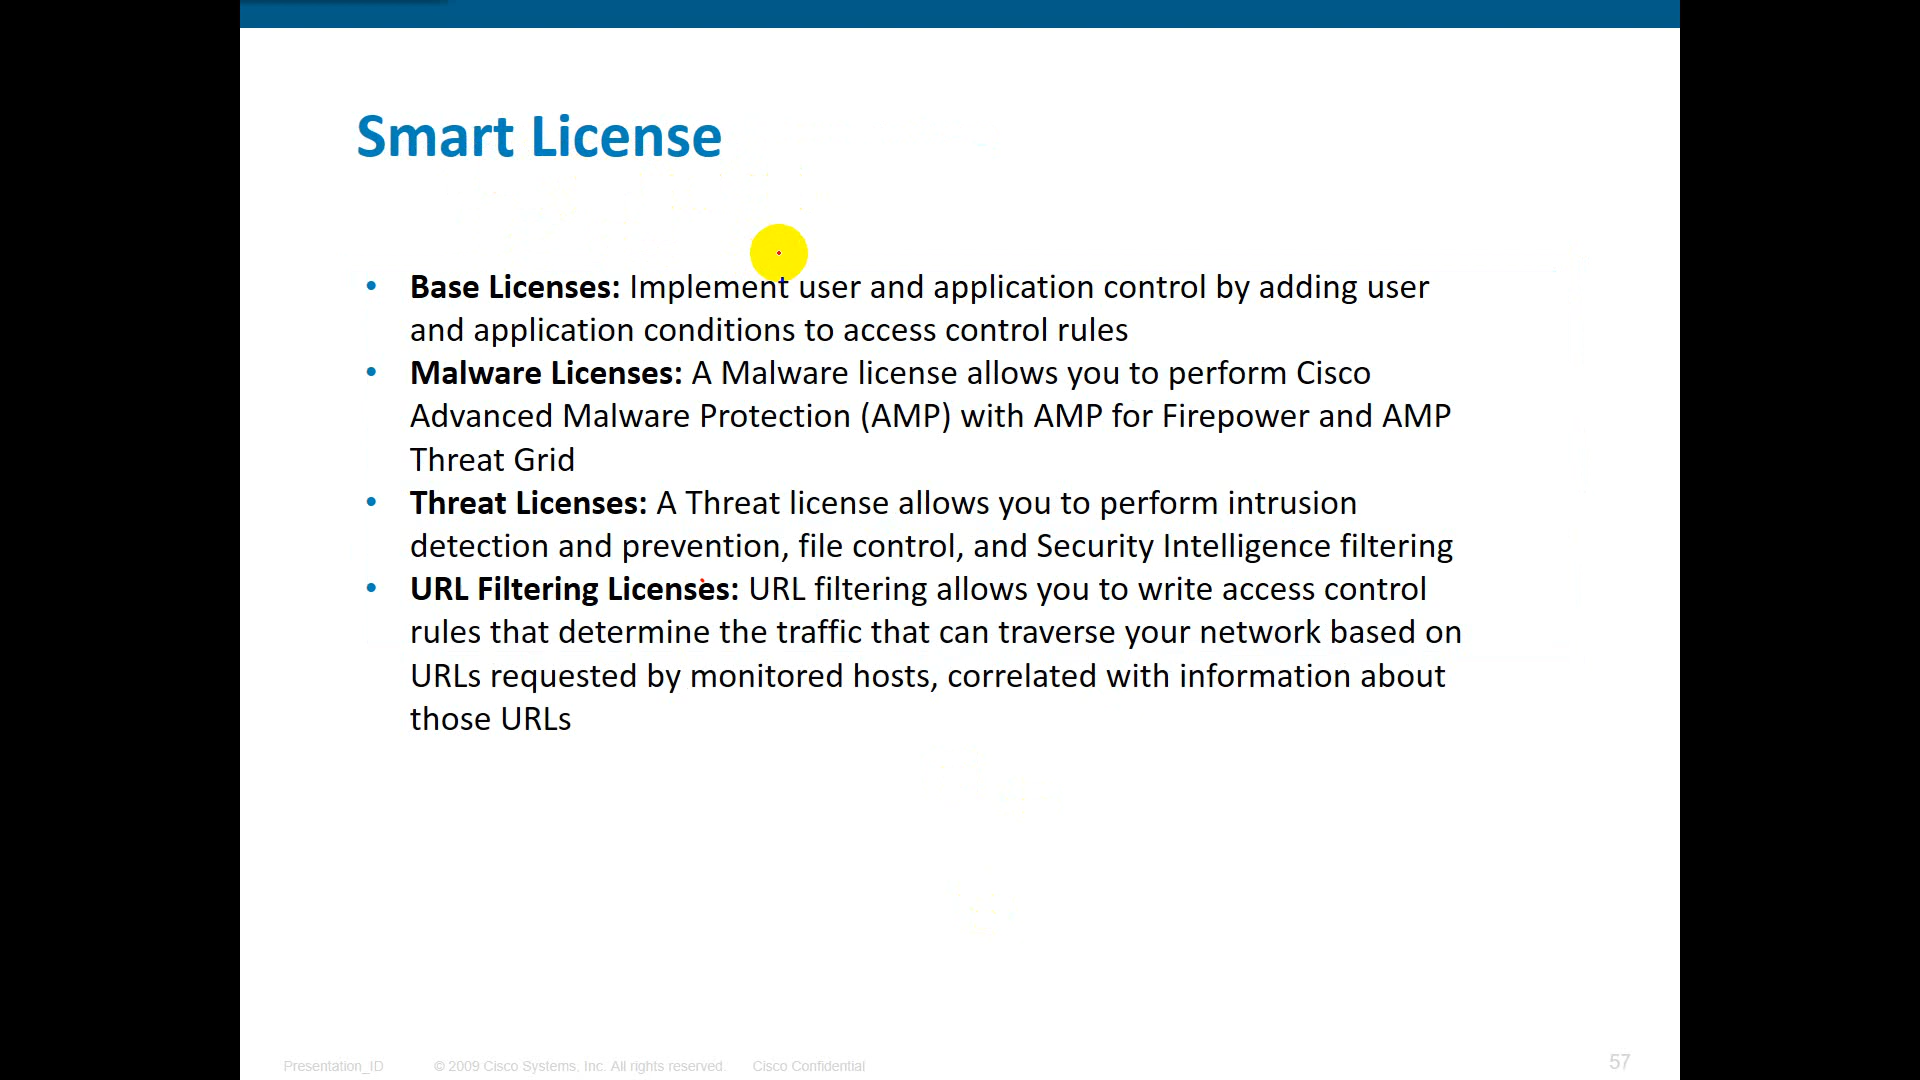 Smart License
• Base Licenses: Implement user and application control by adding user
and application conditions to access control rules
• Malware Licenses: A Malware license allows you to perform Cisco
Advanced Malware Protection (AMP) with AMP for Firepower and AMP
Threat Grid
• Threat Licenses: A Threat license allows you to perform intrusion
detection and prevention, file control, and Security Intelligence filtering
• URL Filtering Licenses: URL filtering allows you to write access control
rules that determine the traffic that can traverse your network based on
URLs requested by monitored hosts, correlated with information about
those URLs
Presentation_ID © 2009 Cisco Systems, Inc. All rights reserved. Cisco Confidential 57